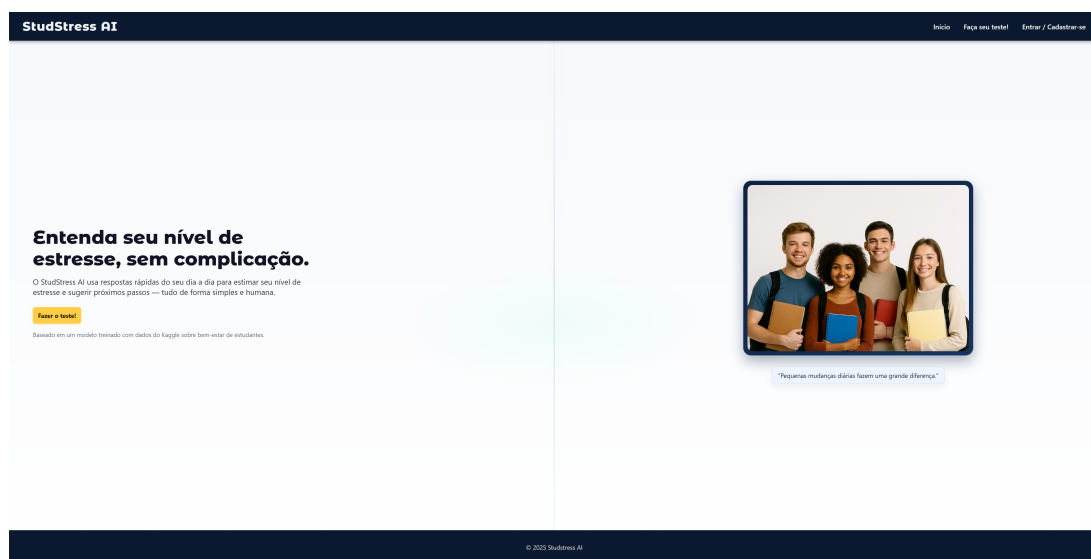 StudStress AI
Início Faça seu teste! Entrar / Cadastrar-se
Entenda seu nível de
estresse, sem complicação.
O StudStress AI usa respostas rápidas do seu dia a dia para estimar seu nível de
estresse e sugerir próximos passos — tudo de forma simples e humana.
Fazer o teste!
Baseado em um modelo treinado com dados do Kaggle sobre bem-estar de estudantes.
"Pequenas mudanças diárias fazem uma grande diferença."
© 2025 Studstress AI